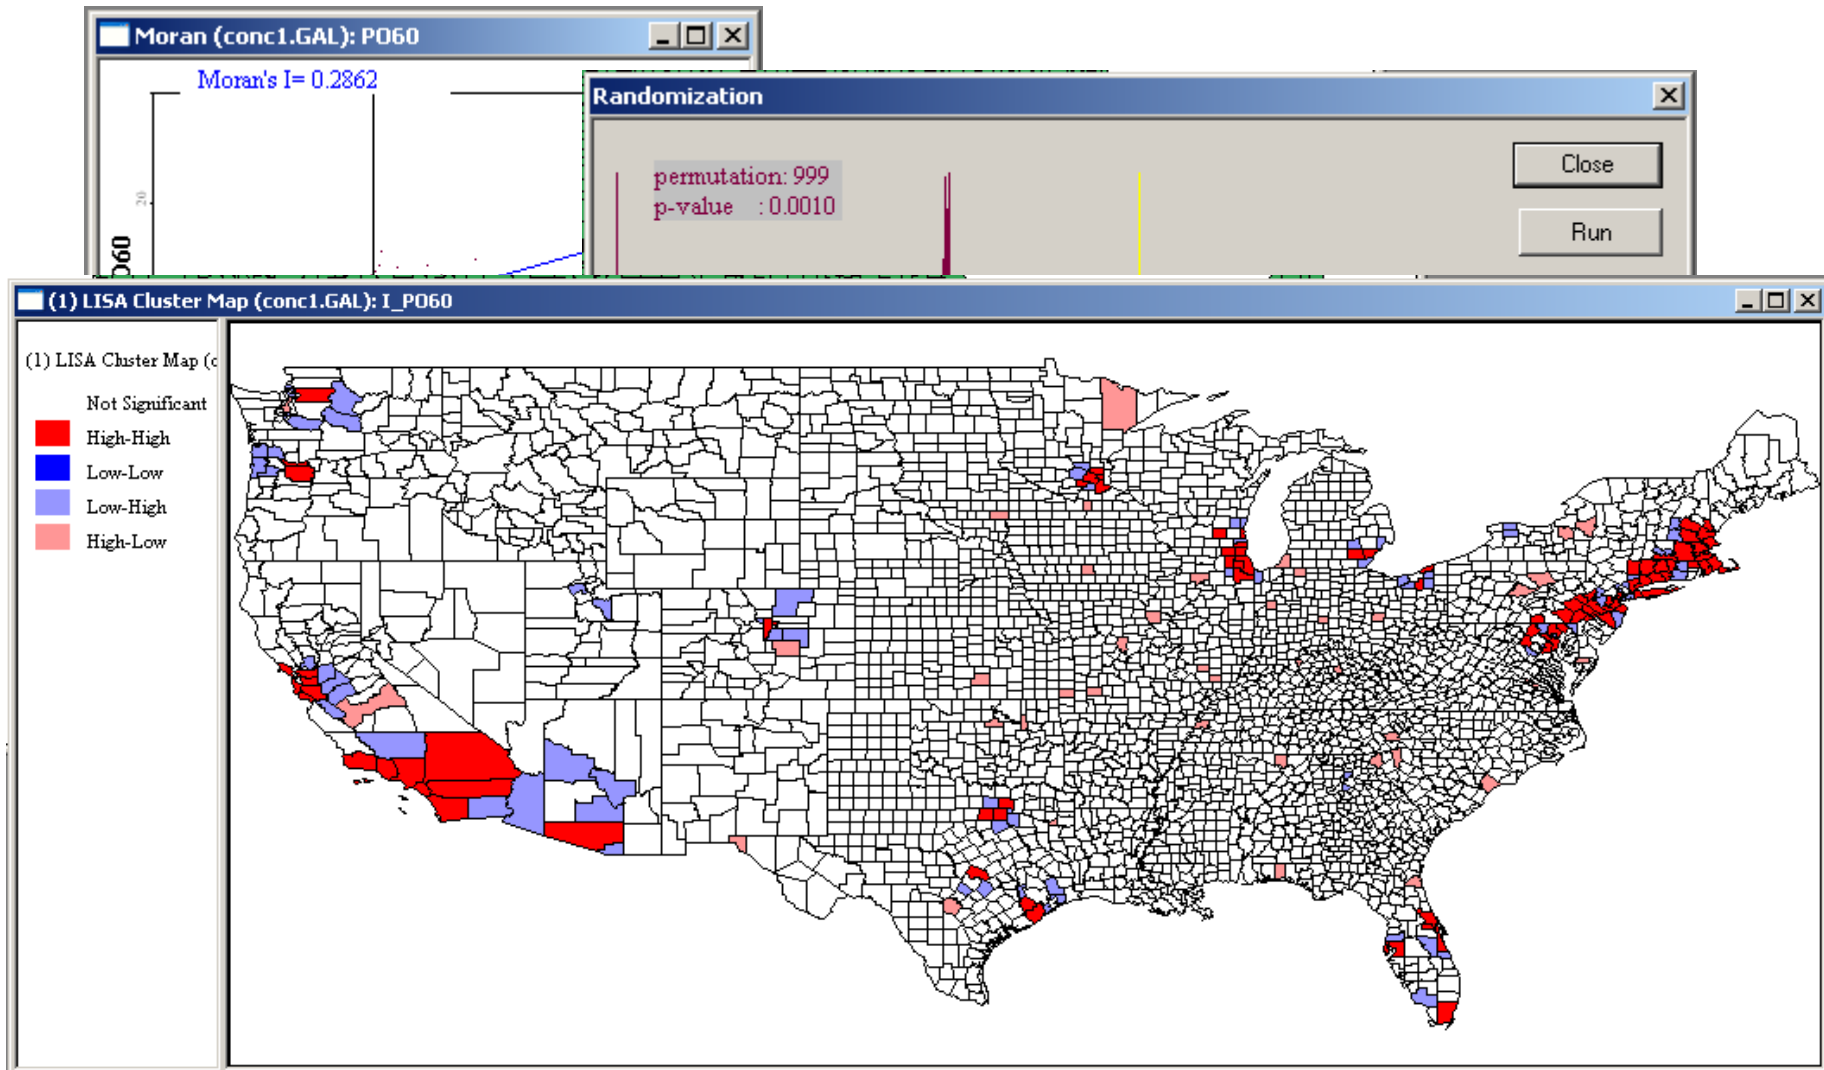 Moran (conc1.GAL): PO60
Moran's I= 0.2862
20
Randomization
permutation: 999
p-value : 0.0010
Close
Run
(1) LISA Cluster Map (conc1.GAL): I_PO60
(1) LISA Cluster Map (c
Not Significant
High-High
Low-Low
Low-High
High-Low